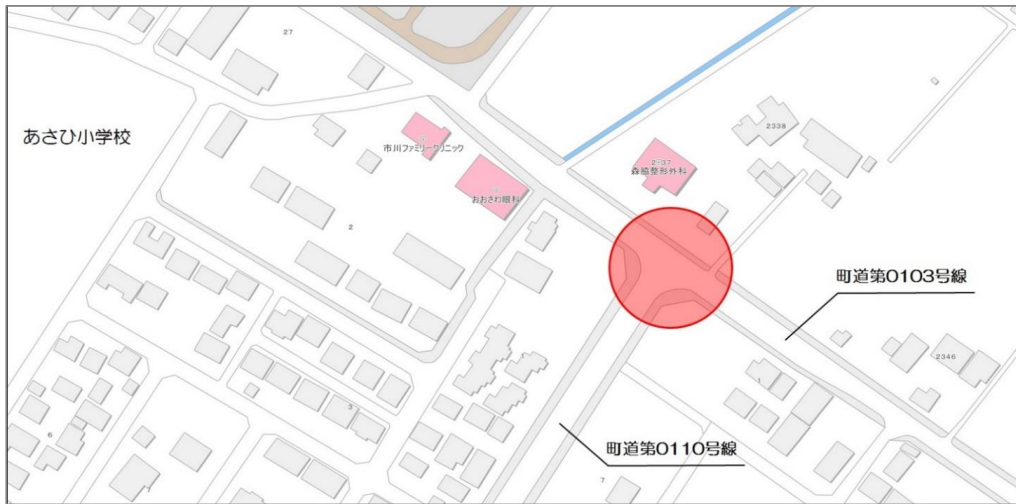 27
あさひ小学校
市川ファミリークリニック
おおさわ眼科
2-37
森脇整形外科
2338
2
町道第0103号線
2346
1
3
6
町道第0110号線
7